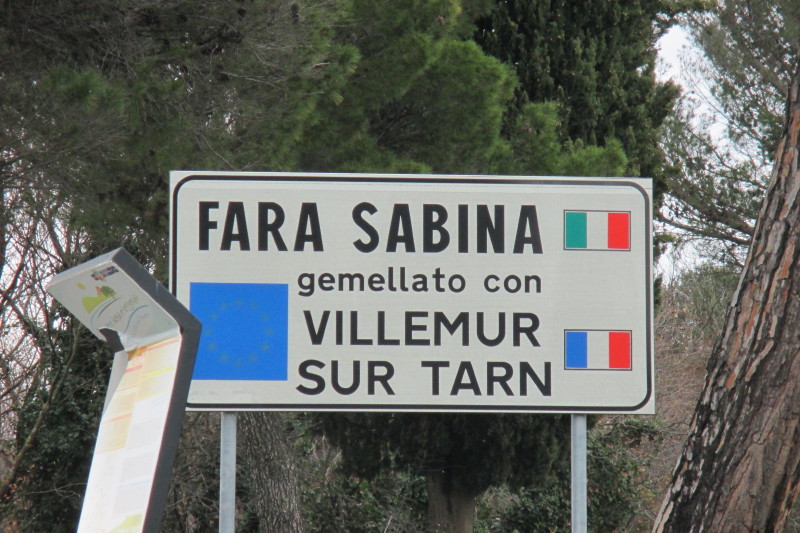 FARA SABINA
gemellato con
VILLEMUR
SUR TARN